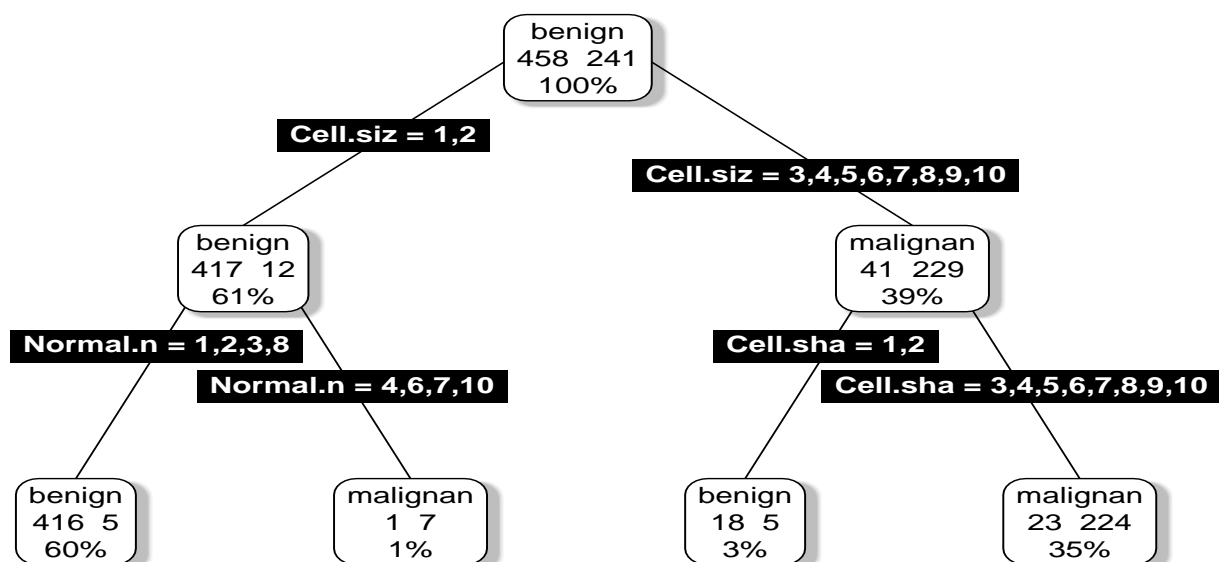 benign
458 241
100%
Cell.siz = 1,2
Cell.siz = 3,4,5,6,7,8,9,10
benign
417 12
61%
malignan
41 229
39%
Normal.n = 1,2,3,8
Normal.n = 4,6,7,10
Cell.sha = 1,2
Cell.sha = 3,4,5,6,7,8,9,10
benign
416 5
60%
malignan
1 7
1%
benign
18 5
3%
malignan
23 224
35%